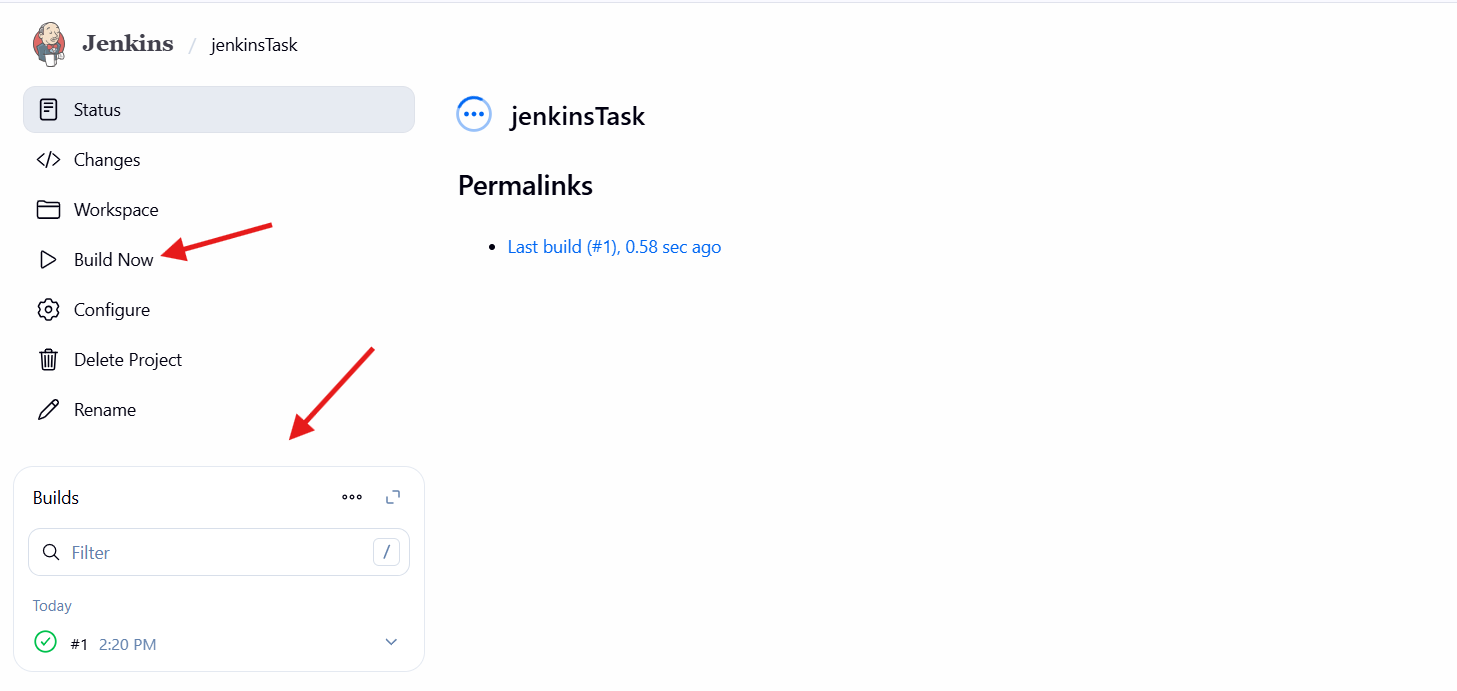 Jenkins / jenkinsTask
Status
Changes
Workspace
Build Now
Configure
Delete Project
Rename
Builds
Filter /
Today
#1 2:20 PM
jenkinsTask
Permalinks
Last build (#1), 0.58 sec ago